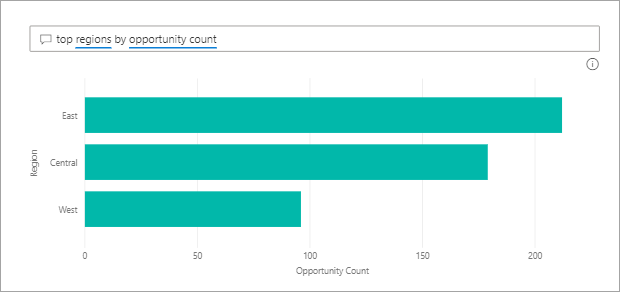 top regions by opportunity count
East
Central
West
Region
0 50 100 150 200
Opportunity Count